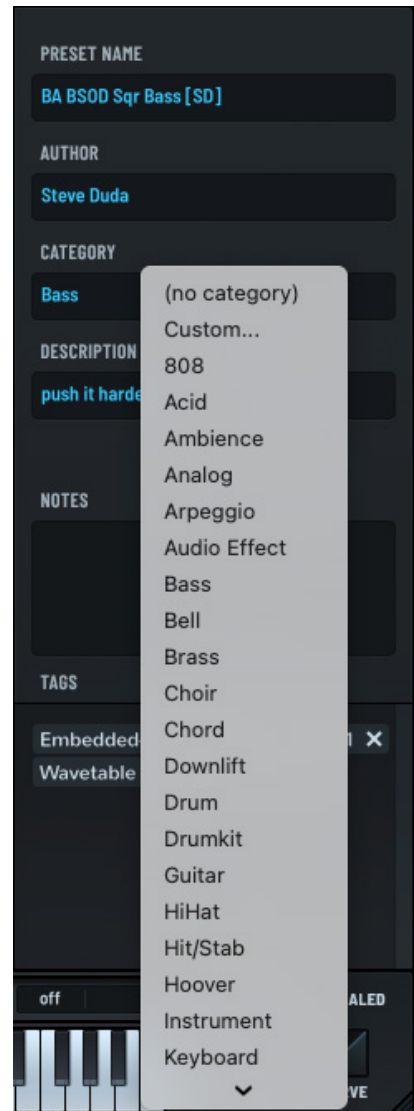 PRESET NAME
BA BSOD Sqr Bass [SD]
AUTHOR
Steve Duda
CATEGORY
Bass
DESCRIPTION
push it harde
NOTES
TAGS
Embedded-
1 ✕
Wavetable
off
ALED
VE
(no category)
Custom...
808
Acid
Ambience
Analog
Arpeggio
Audio Effect
Bass
Bell
Brass
Choir
Chord
Downlift
Drum
Drumkit
Guitar
HiHat
Hit/Stab
Hoover
Instrument
Keyboard